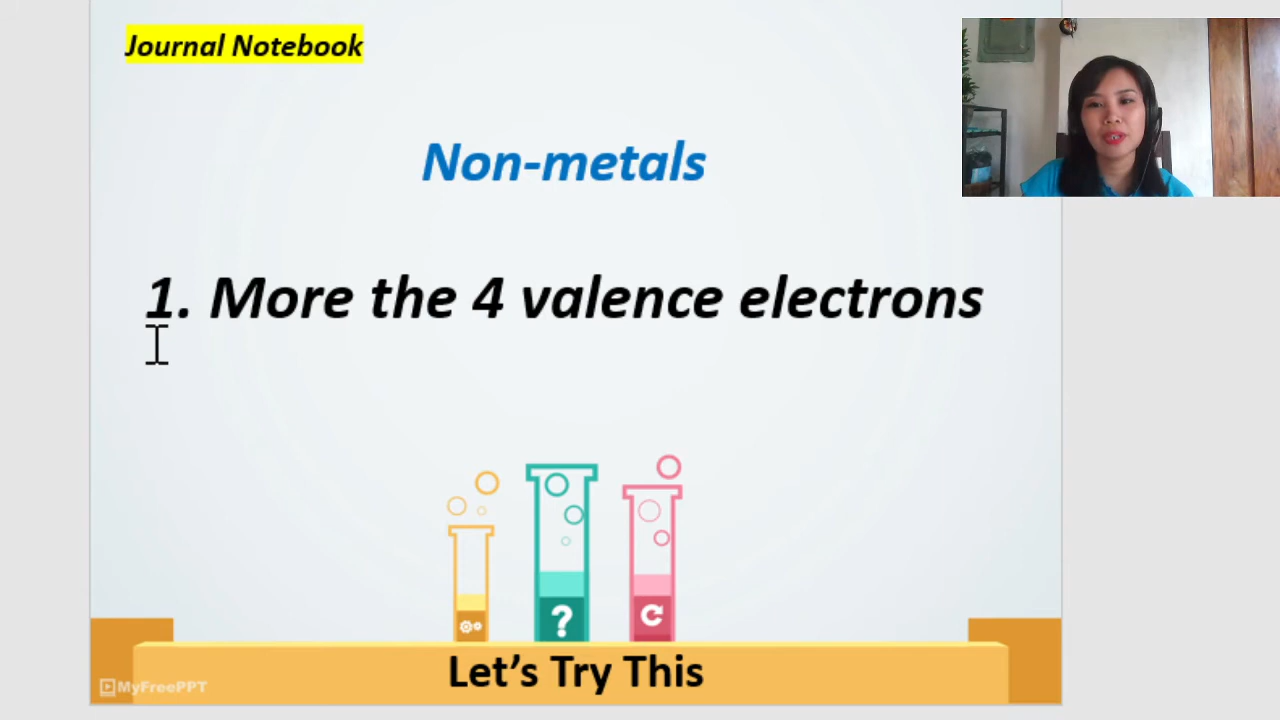 Journal Notebook
Non-metals
1. More the 4 valence electrons
?
Let's Try This
MyFreePPT